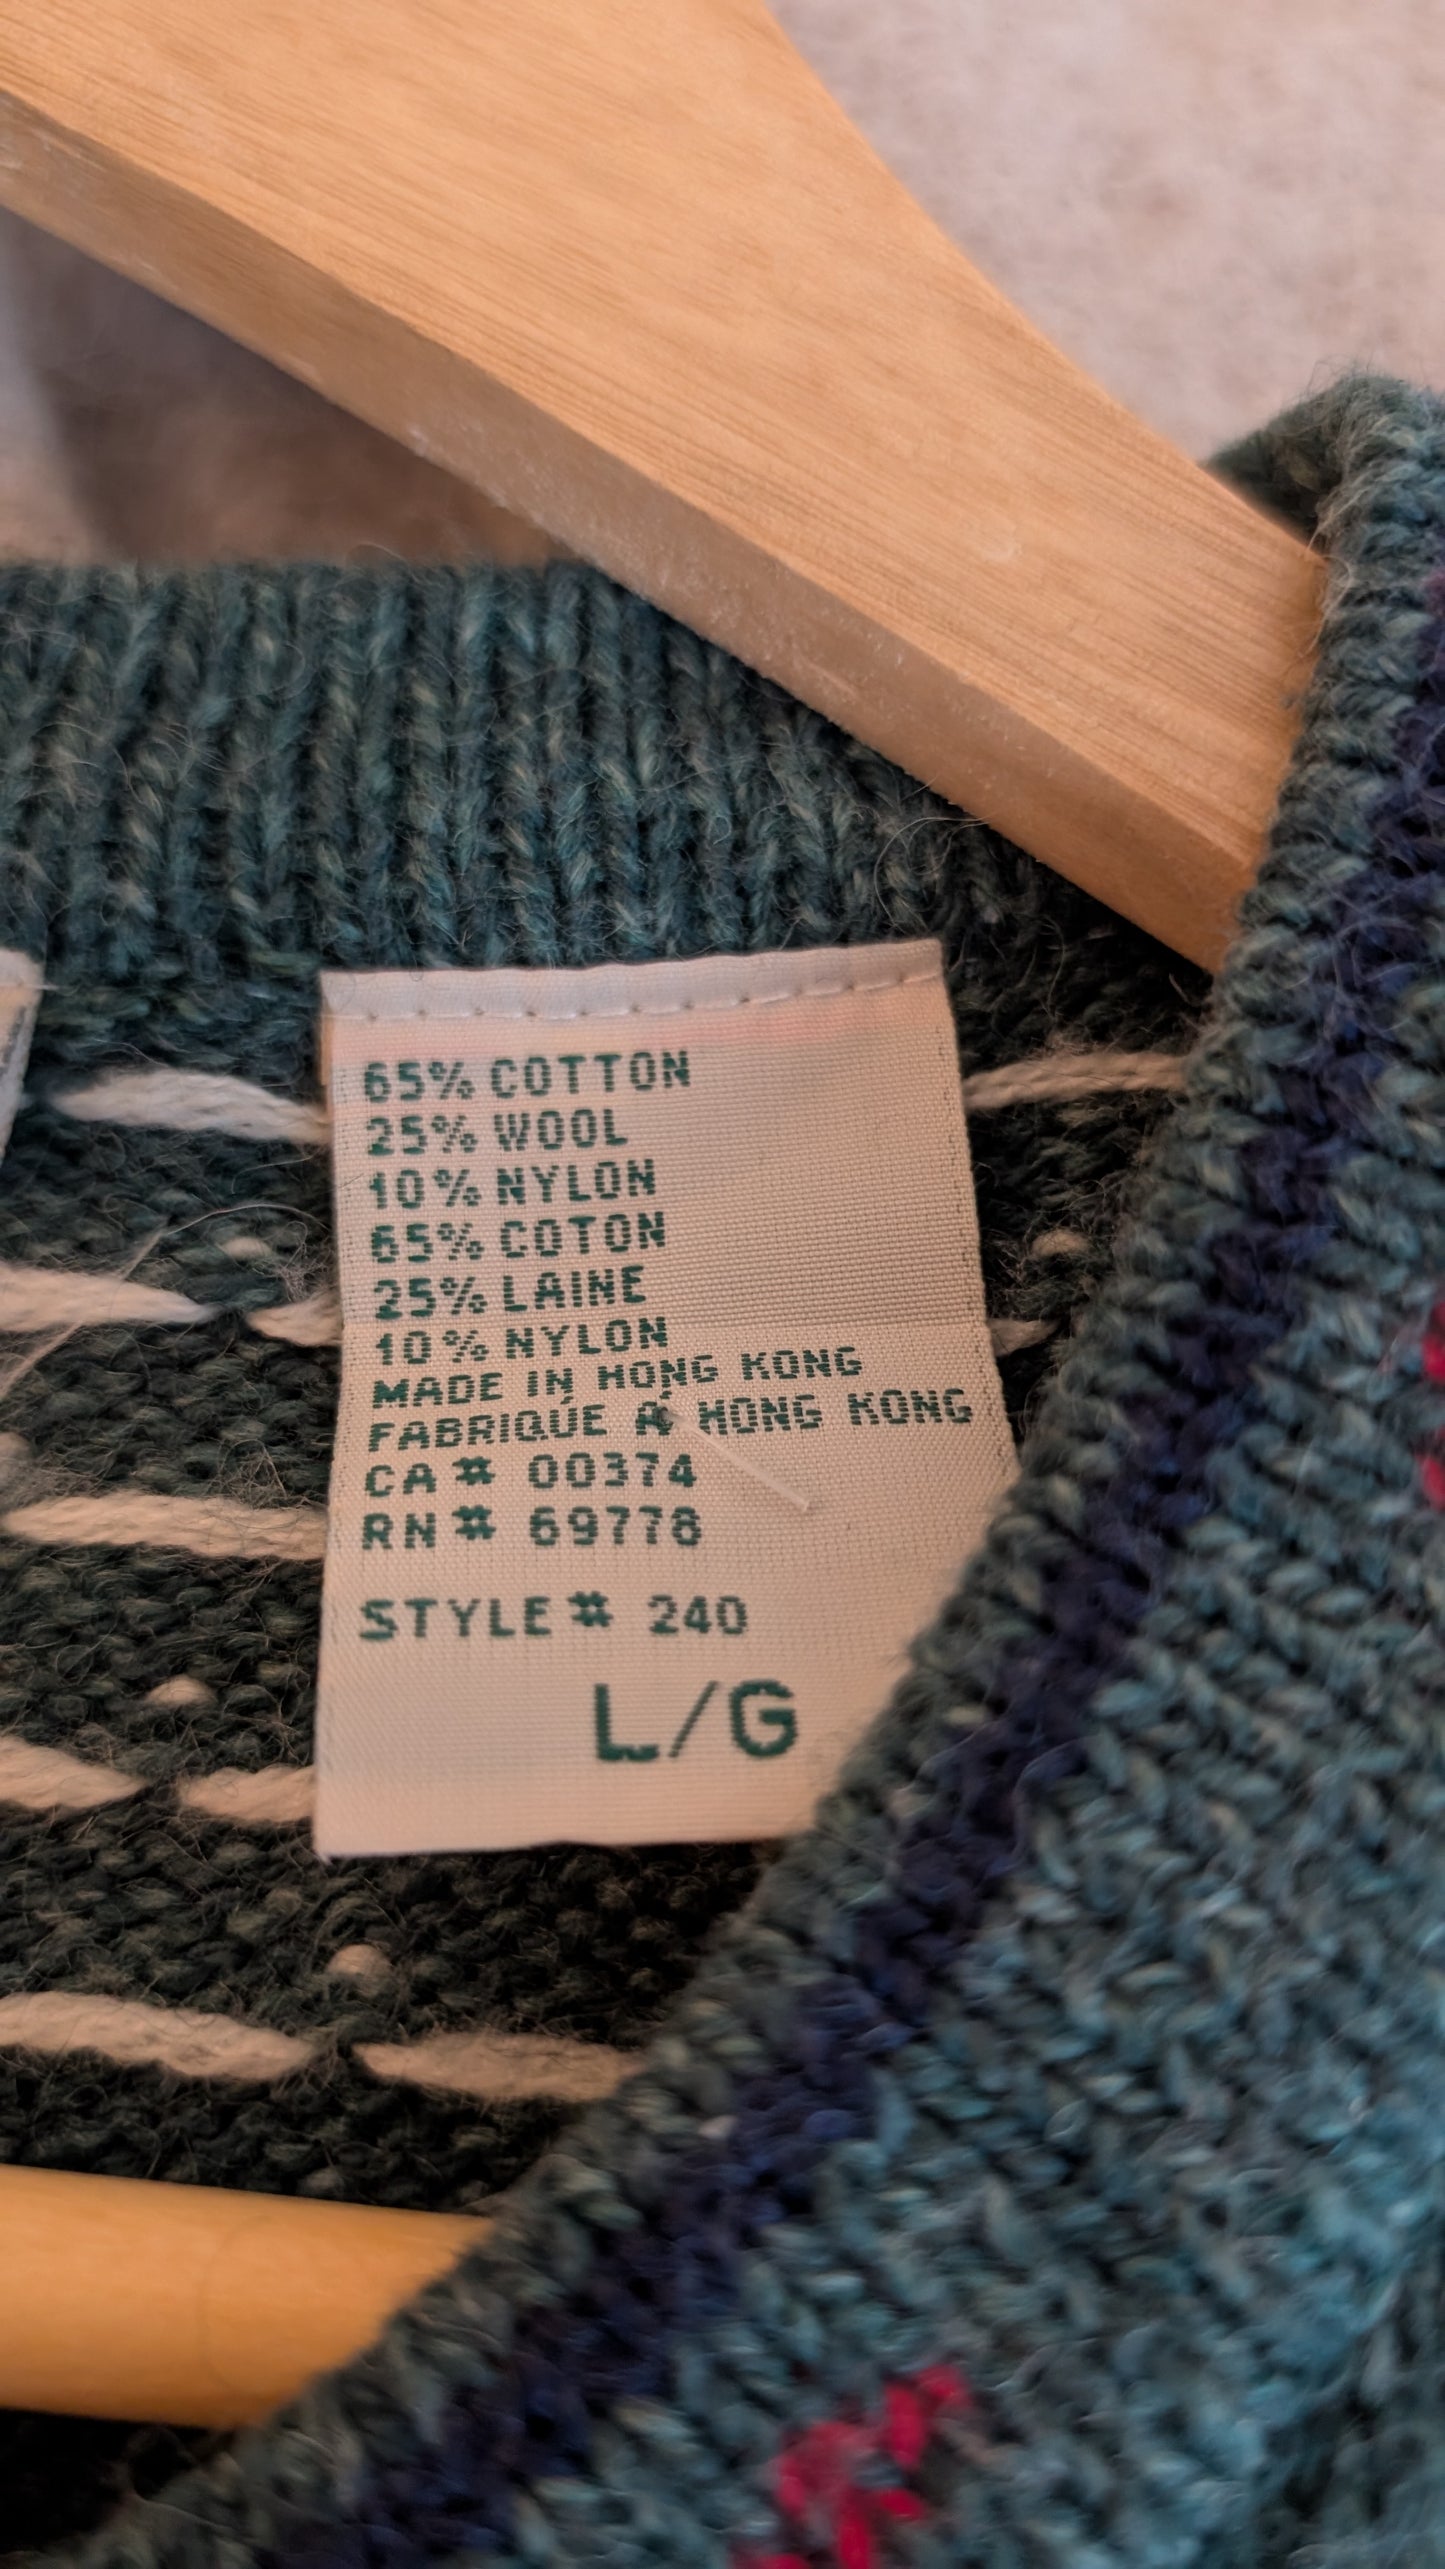 65% COTTON
25% WOOL
10% NYLON
65% COTON
25% LAINE
10% NYLON
MADE IN HONG KONG
FABRIQUÉ À HONG KONG
CA# 00374
RN# 69778
STYLE# 240
L/G